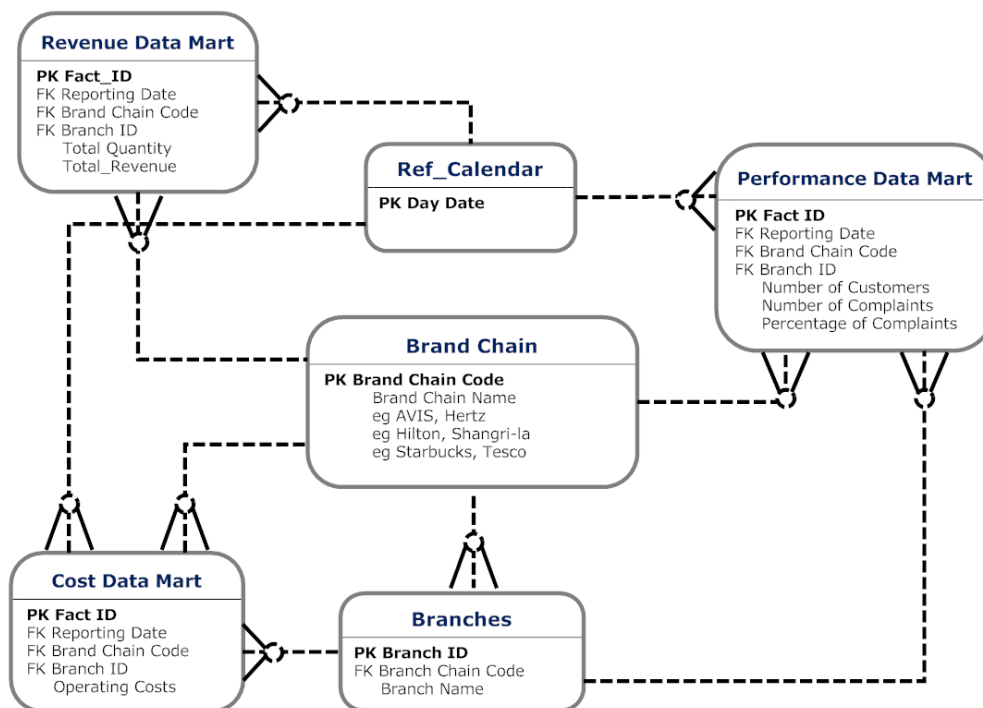 Revenue Data Mart
PK Fact_ID
FK Reporting Date
FK Brand Chain Code
FK Branch ID
Total Quantity
Total_Revenue
Ref_Calendar
PK Day Date
Performance Data Mart
PK Fact ID
FK Reporting Date
FK Brand Chain Code
FK Branch ID
Number of Customers
Number of Complaints
Percentage of Complaints
Brand Chain
PK Brand Chain Code
Brand Chain Name
eg AVIS, Hertz
eg Hilton, Shangri-la
eg Starbucks, Tesco
Cost Data Mart
PK Fact ID
FK Reporting Date
FK Brand Chain Code
FK Branch ID
Operating Costs
Branches
PK Branch ID
FK Branch Chain Code
Branch Name